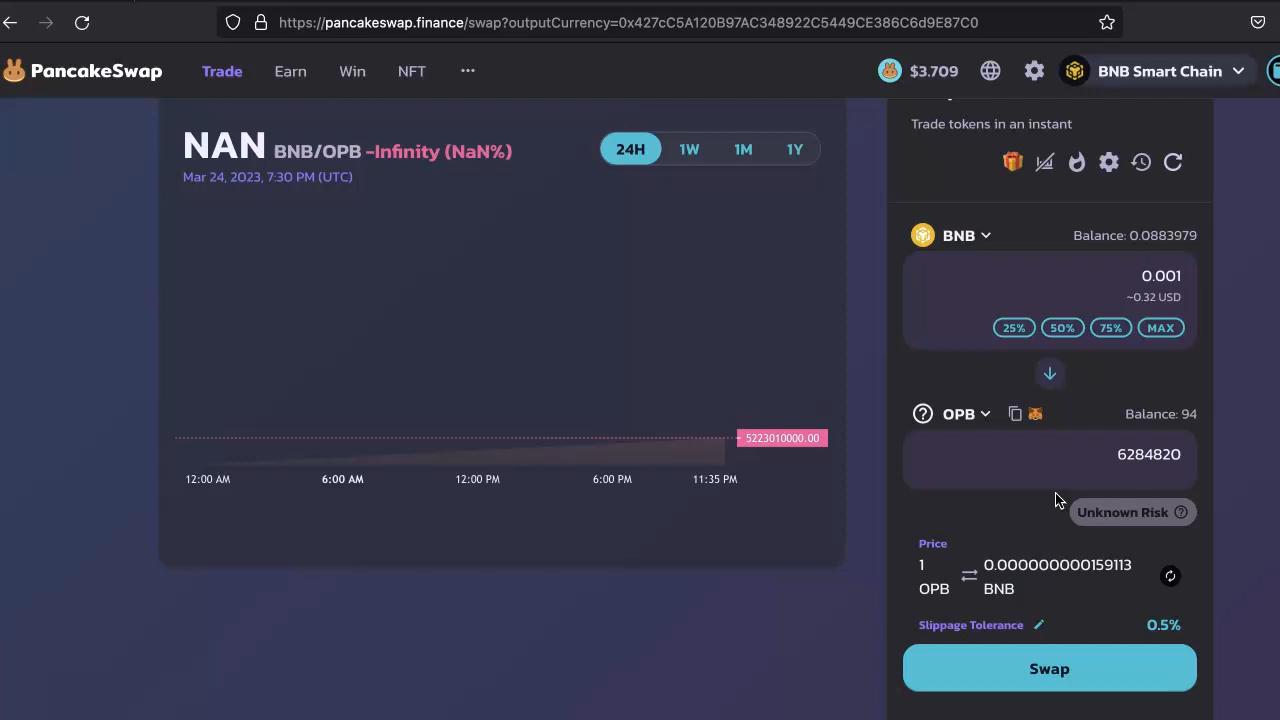 https://pancakeswap.finance/swap?outputCurrency=0x427cC5A120B97AC348922C5449CE386C6d9E87C0
PancakeSwap Trade Earn Win NFT $3.709 BNB Smart Chain
Trade tokens in an instant
NAN BNB/OPB -Infinity (NaN%)
Mar 24, 2023, 7:30 PM (UTC)
24H 1W 1M 1Y
5223010000.00
12:00 AM 6:00 AM 12:00 PM 6:00 PM 11:35 PM
BNB Balance: 0.0883979
0.001
~0.32 USD
25% 50% 75% MAX
OPB Balance: 94
6284820
Unknown Risk
Price
1 OPB 0.000000000159113 BNB
Slippage Tolerance 0.5%
Swap